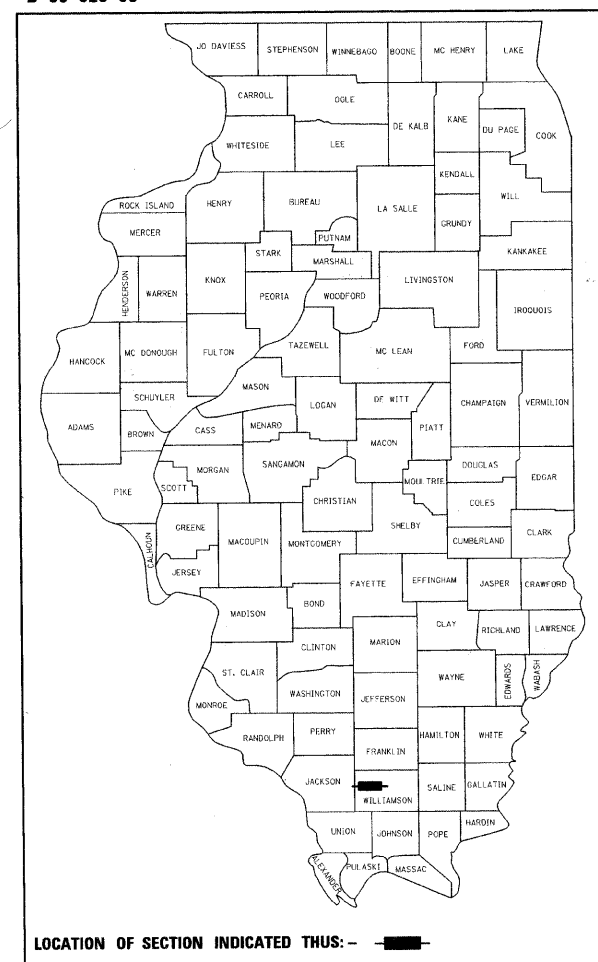 JO DAVIESS STEPHENSON WINNEBAGO BOONE MC HENRY LAKE
CARROLL OGLE DE KALB KANE DU PAGE COOK
WHITESIDE LEE KENDALL WILL
ROCK ISLAND HENRY BUREAU LA SALLE GRUNDY
MERCER PUTNAM KANKAKEE
STARK MARSHALL LIVINGSTON
HENDERSON WARREN KNOX PEORIA WOODFORD IROQUOIS
HANCOCK MC DONOUGH FULTON TAZEWELL MC LEAN FORD
MASON
SCHUYLER LOGAN DE WITT CHAMPAIGN VERMILION
ADAMS BROWN CASS MENARD PIATT
MACON
MORGAN SANGAMON DOUGLAS EDGAR
PIKE SCOTT CHRISTIAN MOULTRIE COLES
GREENE MACOUPIN MONTGOMERY SHELBY CUMBERLAND CLARK
CALHOUN JERSEY FAYETTE EFFINGHAM JASPER CRAWFORD
MADISON BOND
CLAY RICHLAND LAWRENCE
CLINTON MARION
ST. CLAIR WAYNE EDWARDS WABASH
WASHINGTON JEFFERSON
MONROE
RANDOLPH PERRY HAMILTON WHITE
FRANKLIN
JACKSON WILLIAMSON SALINE GALLATIN
UNION JOHNSON POPE HARDIN
ALEXANDER PULASKI MASSAC
LOCATION OF SECTION INDICATED THUS: -